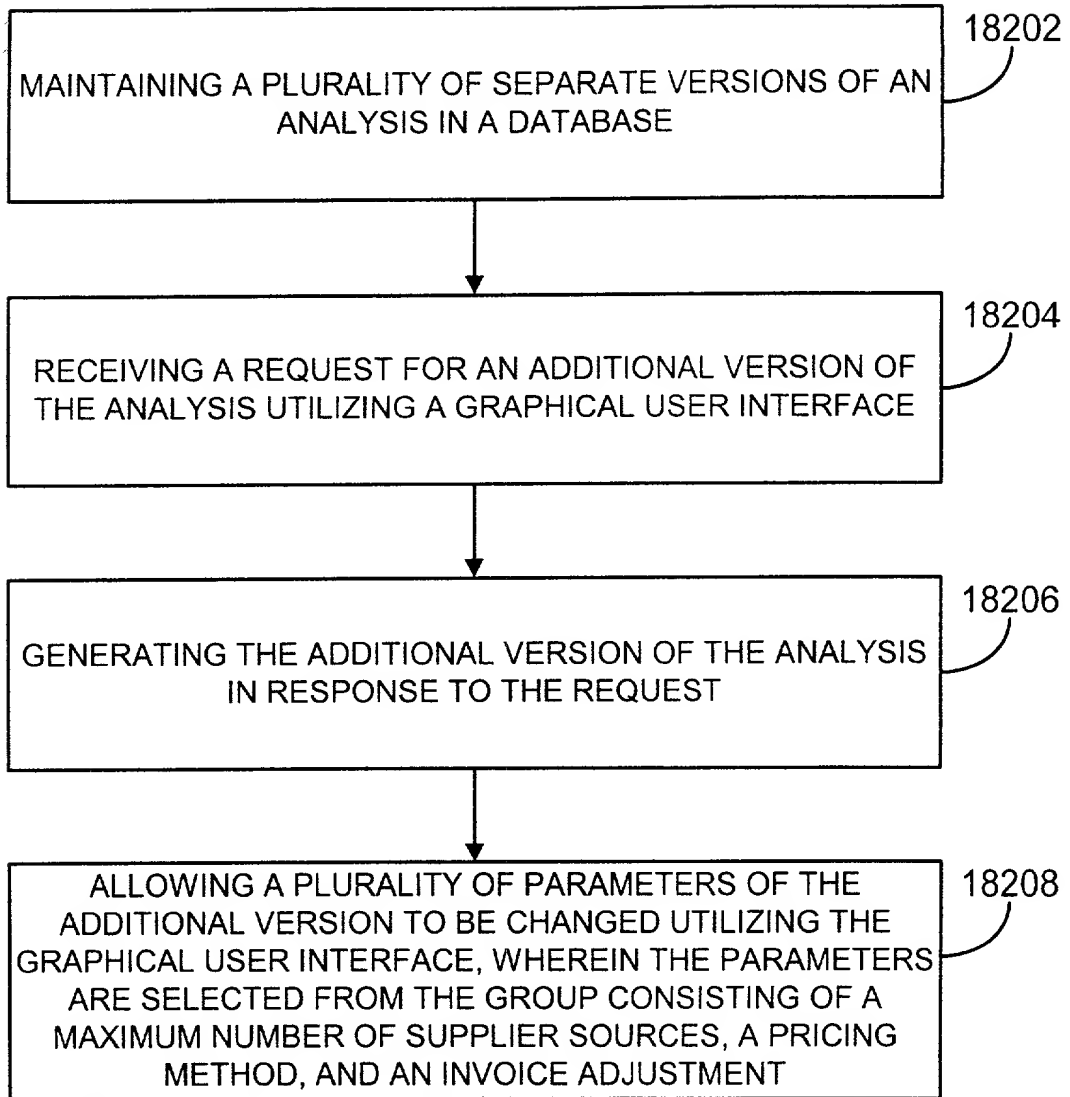 18202
MAINTAINING A PLURALITY OF SEPARATE VERSIONS OF AN
ANALYSIS IN A DATABASE
18204
RECEIVING A REQUEST FOR AN ADDITIONAL VERSION OF
THE ANALYSIS UTILIZING A GRAPHICAL USER INTERFACE
18206
GENERATING THE ADDITIONAL VERSION OF THE ANALYSIS
IN RESPONSE TO THE REQUEST
18208
ALLOWING A PLURALITY OF PARAMETERS OF THE
ADDITIONAL VERSION TO BE CHANGED UTILIZING THE
GRAPHICAL USER INTERFACE, WHEREIN THE PARAMETERS
ARE SELECTED FROM THE GROUP CONSISTING OF A
MAXIMUM NUMBER OF SUPPLIER SOURCES, A PRICING
METHOD, AND AN INVOICE ADJUSTMENT